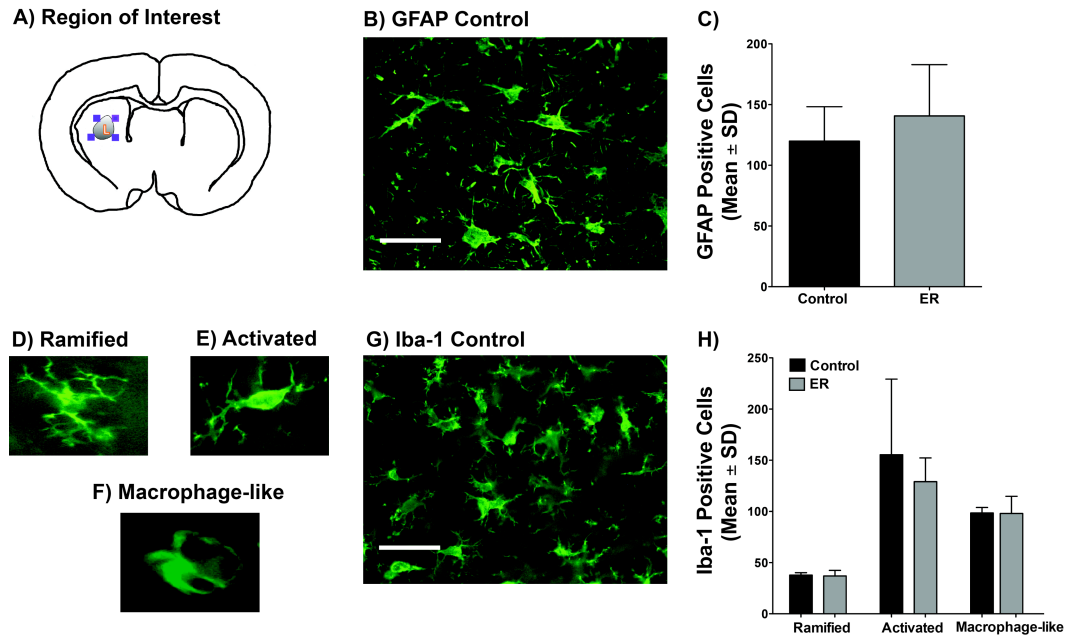 A) Region of Interest
L
B) GFAP Control
C)
GFAP Positive Cells
(Mean ± SD)
200
150
100
50
0
Control
ER
D) Ramified
E) Activated
F) Macrophage-like
G) Iba-1 Control
H)
Iba-1 Positive Cells
(Mean ± SD)
250
200
150
100
50
0
Control
ER
Ramified
Activated
Macrophage-like